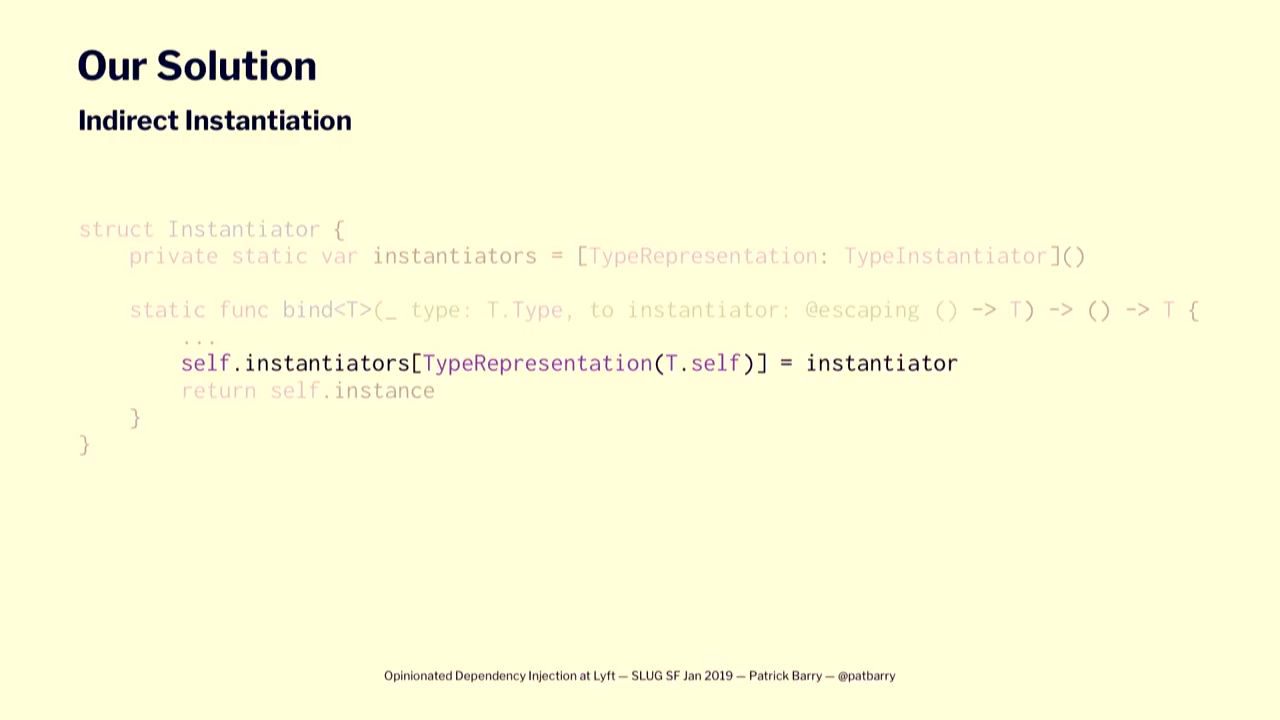 Our Solution
Indirect Instantiation
struct Instantiator {
    private static var instantiators = [TypeRepresentation: TypeInstantiator]()
    static func bind<T>(_ type: T.Type, to instantiator: @escaping () -> T) -> () -> T {
        ...
        self.instantiators[TypeRepresentation(T.self)] = instantiator
        return self.instance
    }
}
Opinionated Dependency Injection at Lyft — SLUG SF Jan 2019 — Patrick Barry — @patbarry